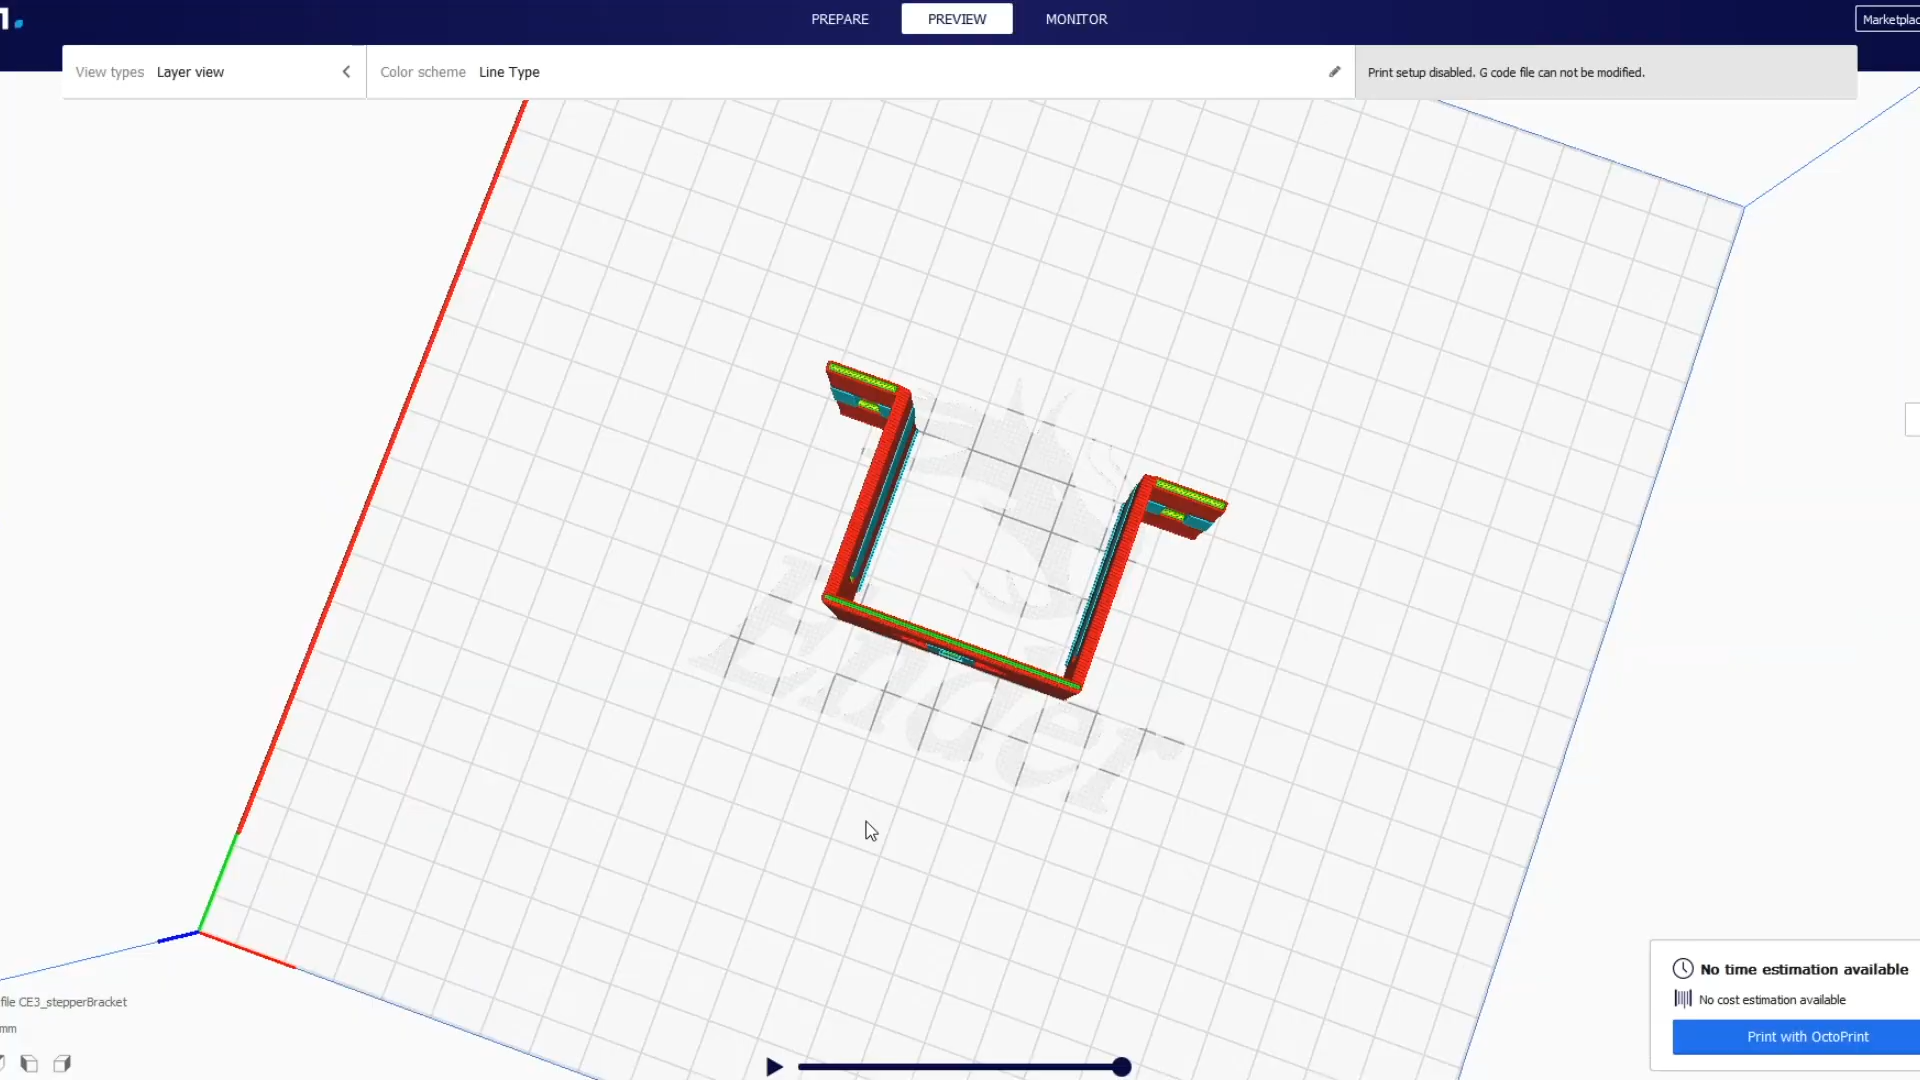 PREPARE
PREVIEW
MONITOR
View types Layer view
Color scheme Line Type
Print setup disabled. G code file can not be modified.
Ender
No time estimation available
No cost estimation available
file CE3_stepperBracket
mm
Print with OctoPrint